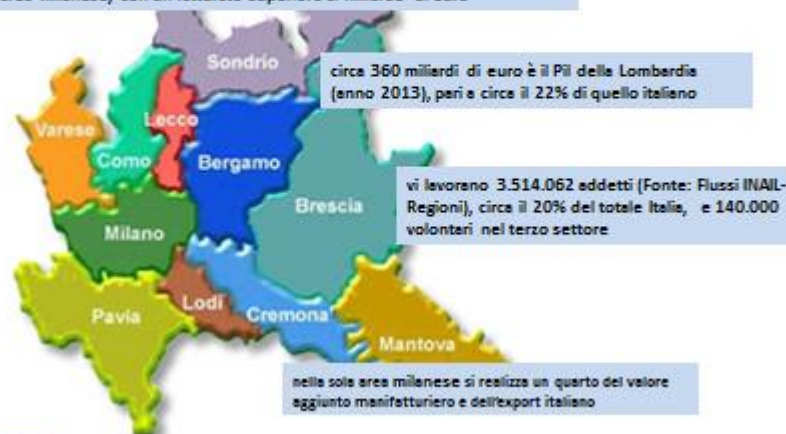 Sondrio
circa 360 miliardi di euro è il Pil della Lombardia
(anno 2013), pari a circa il 22% di quello italiano
Varese
Como
Lecco
Bergamo
vi lavorano 3.514.062 addetti (Fonte: Flussi INAIL-
Regioni), circa il 20% del totale Italia, e 140.000
volontari nel terzo settore
Brescia
Milano
Pavia
Lodi
Cremona
Mantova
nella sola area milanese si realizza un quarto del valore
aggiunto manifatturiero e dell'export italiano